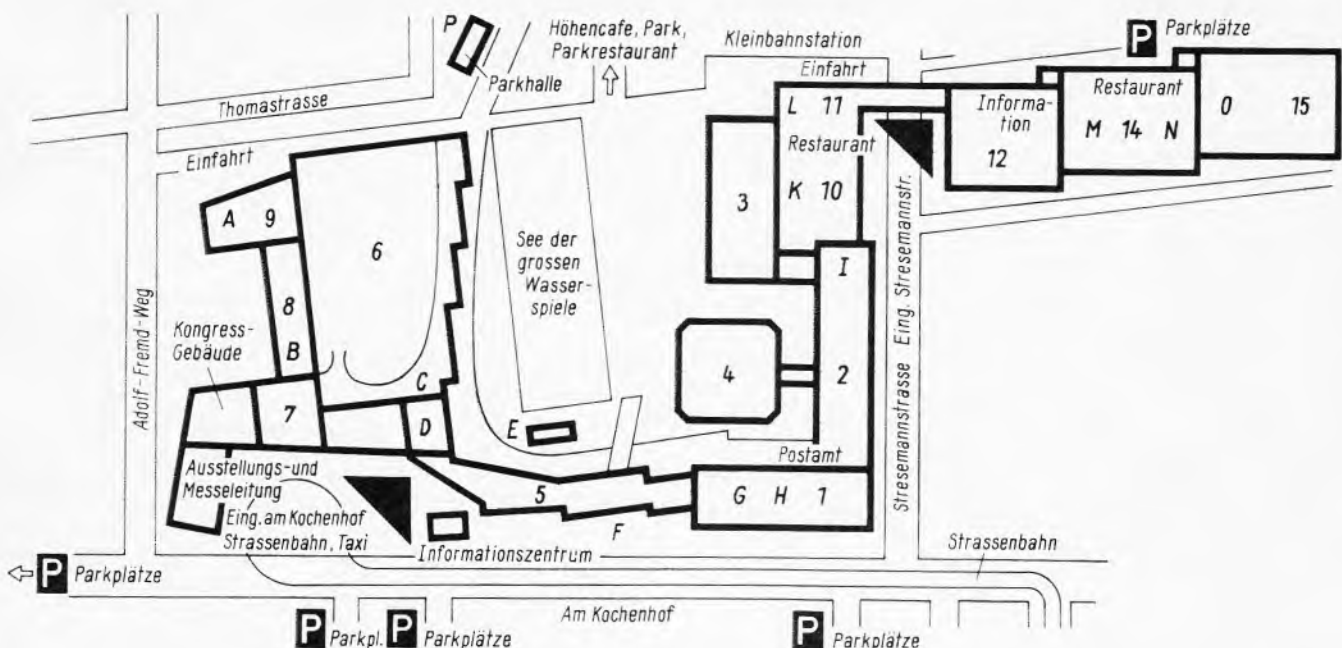 P
Parkhalle
Höhencafe, Park,
Parkrestaurant
Kleinbahnstation
Einfahrt
P Parkplätze
Thomastrasse
Einfahrt
L 11
Restaurant
K 10
Informa-
tion
12
Restaurant
M 14 N
O 15
A 9
6
See der
grossen
Wasser-
spiele
3
I
8
B
Kongress-
Gebäude
7
C
D
E
4
2
Adolf-Fremd-Weg
Stresemannstrasse Eing. Stresemannstr.
Postamt
Ausstellungs-und
Messeleitung
Eing. am Kochenhof
Strassenbahn, Taxi
5
F
G H 1
Informationszentrum
Strassenbahn
P Parkplätze
Am Kochenhof
P Parkpl. P Parkplätze
P Parkplätze